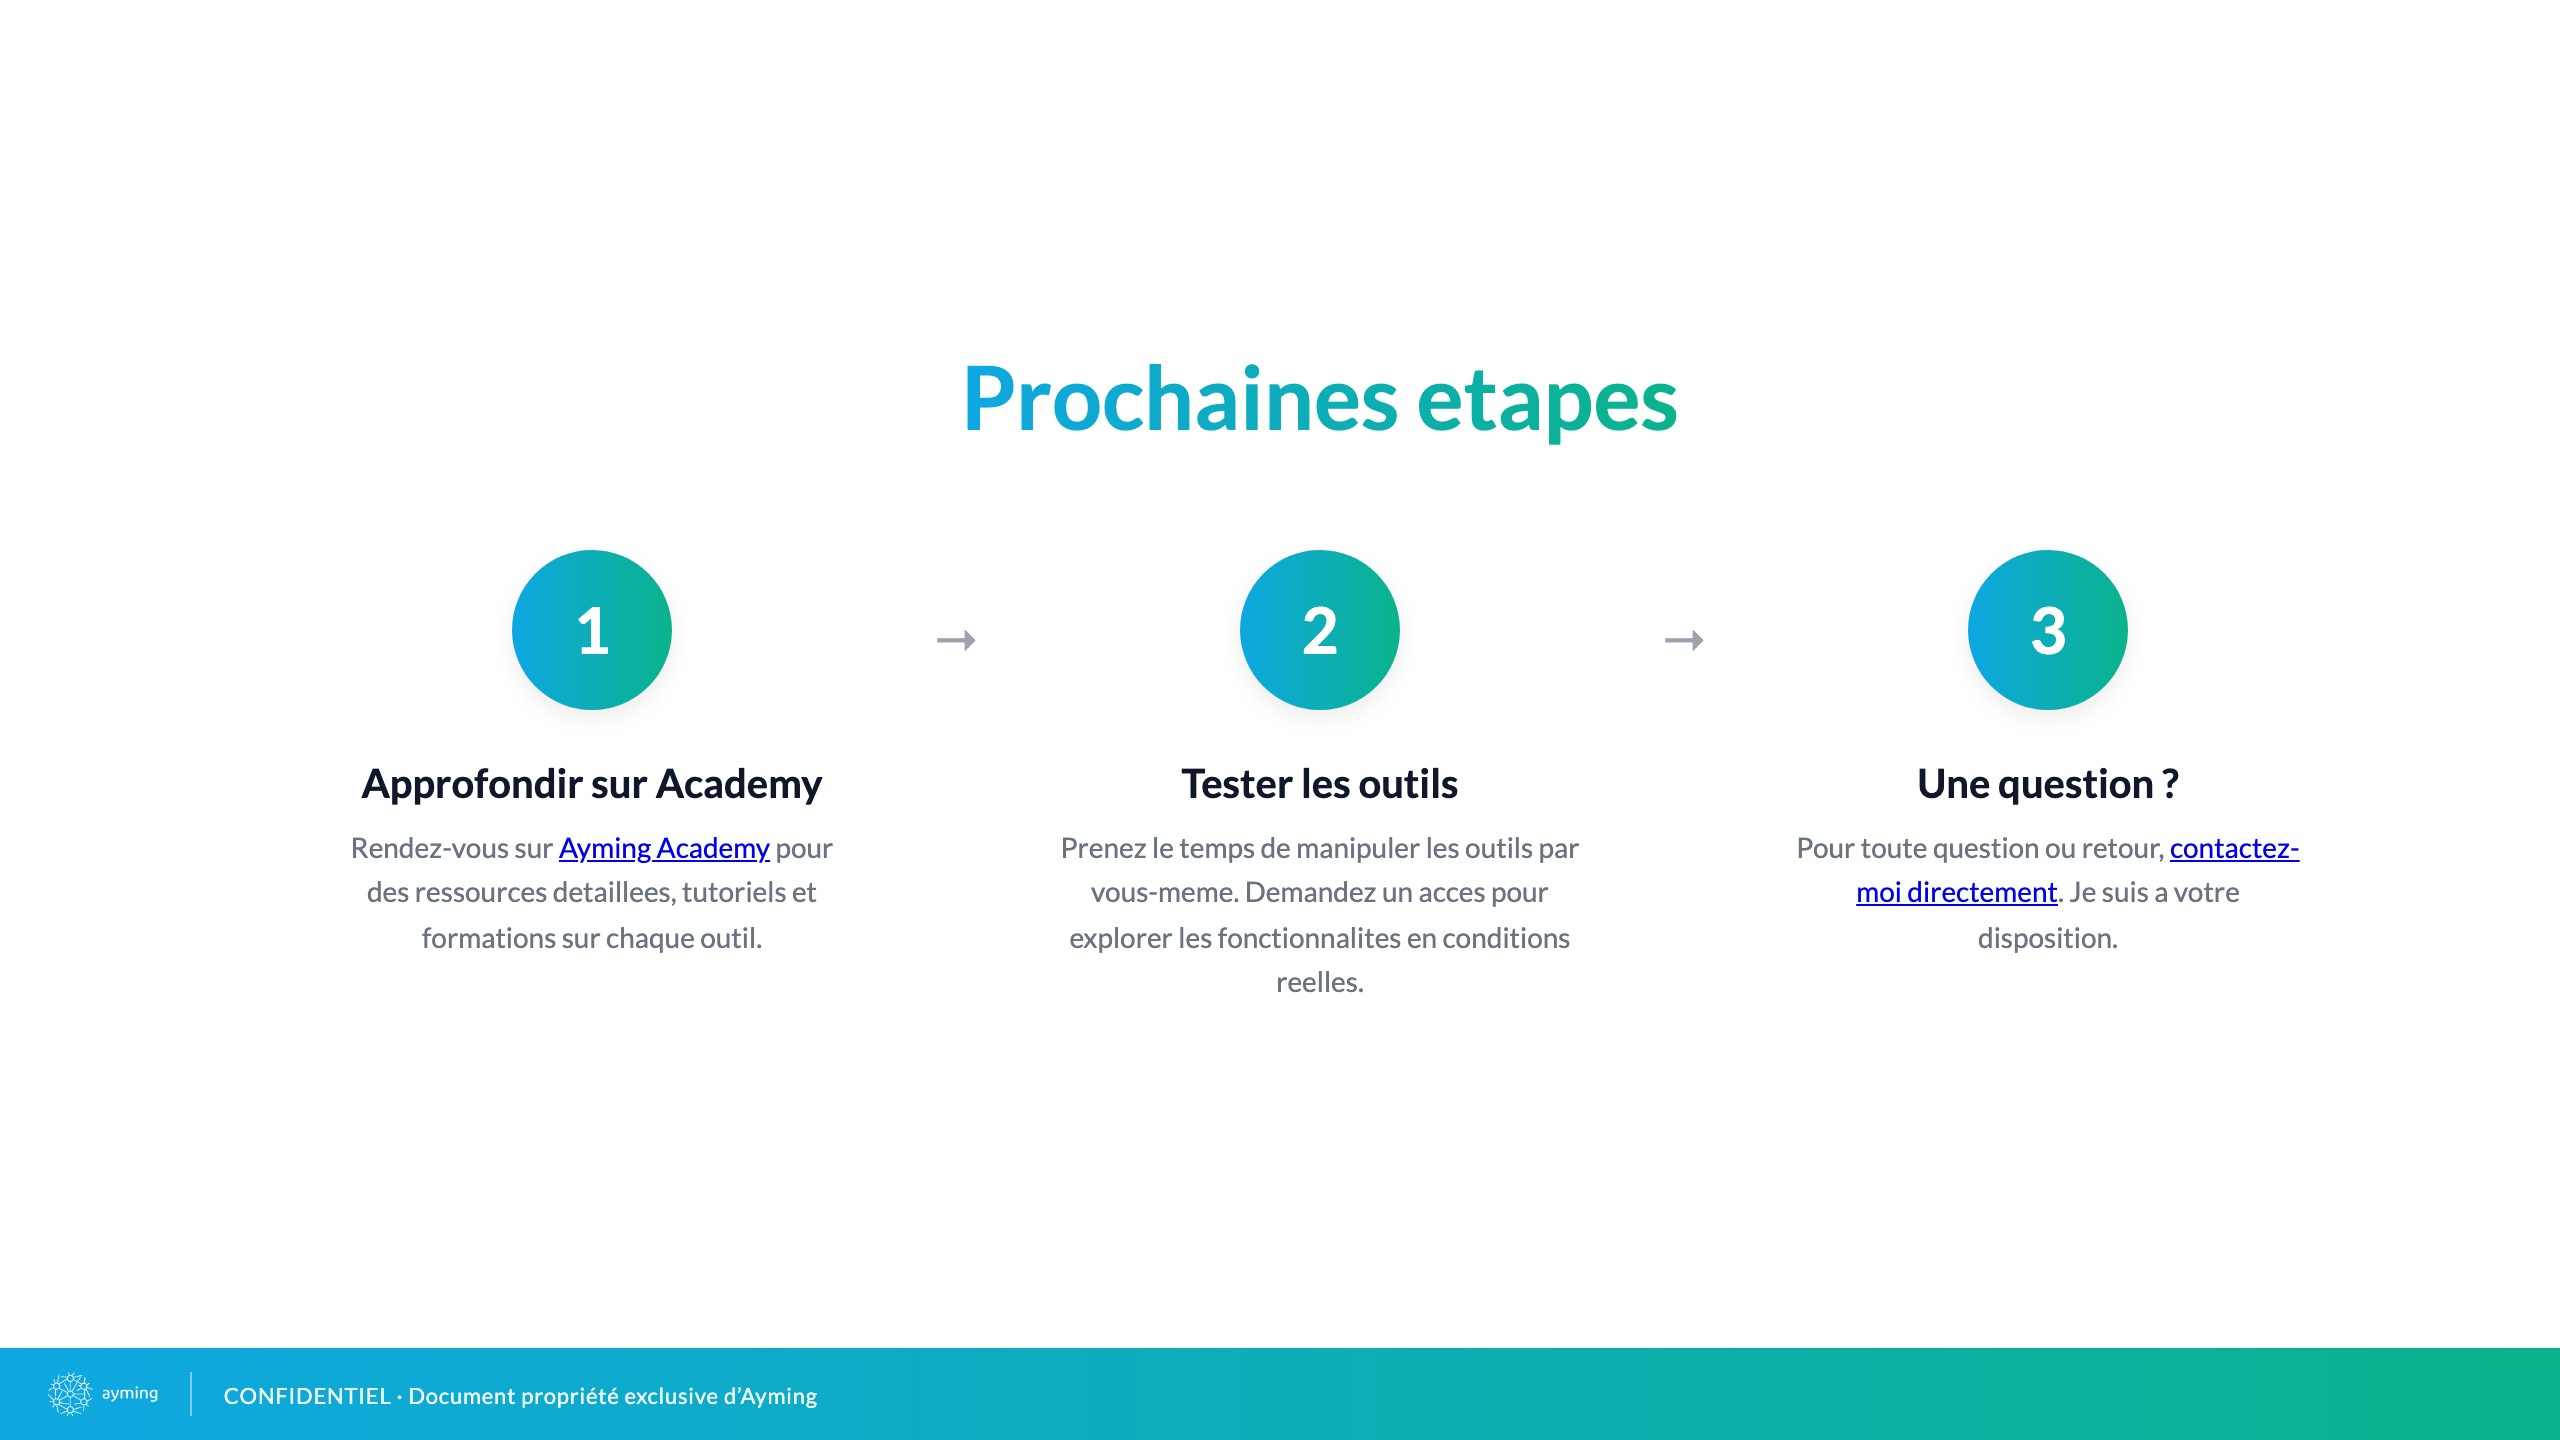 Prochaines etapes
1
→
2
→
3
Approfondir sur Academy
Rendez-vous sur Ayming Academy pour
des ressources detaillees, tutoriels et
formations sur chaque outil.
Tester les outils
Prenez le temps de manipuler les outils par
vous-meme. Demandez un acces pour
explorer les fonctionnalites en conditions
reelles.
Une question ?
Pour toute question ou retour, contactez-
moi directement. Je suis a votre
disposition.
ayming
CONFIDENTIEL · Document propriété exclusive d’Ayming